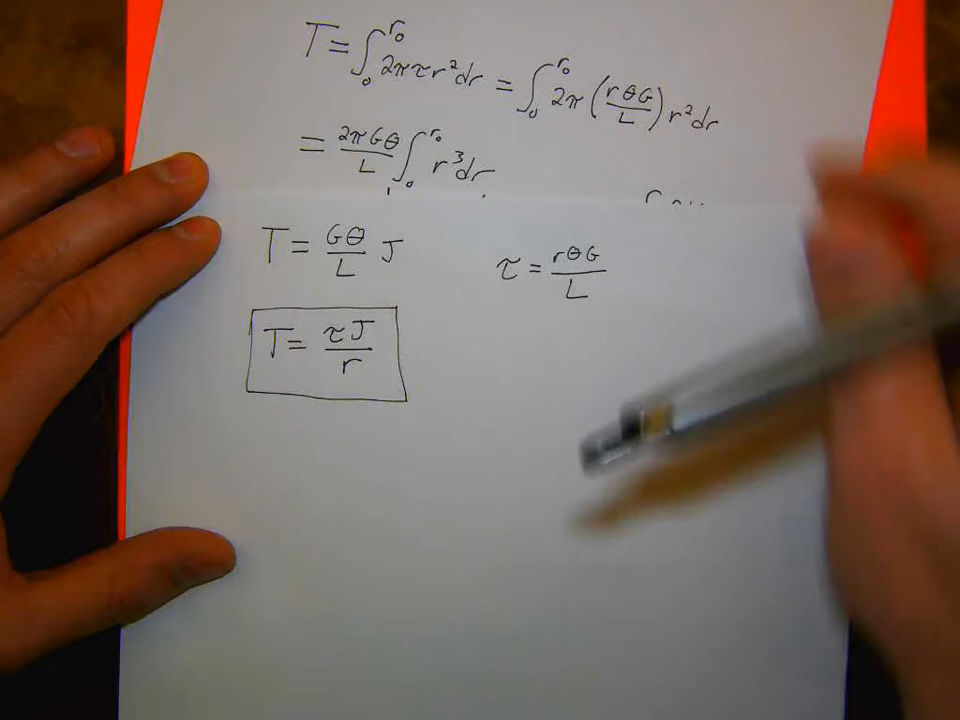 T = ∫₀^r₀ 2πτr²dr = ∫₀^r₀ 2π(rθG/L)r²dr
= 2πGθ/L ∫₀^r₀ r³dr
T = Gθ/L J
τ = rθG/L
T = τJ/r